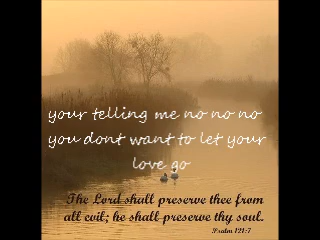 your telling me no no no
you dont want to let your
love go
The Lord shall preserve thee from
all evil; he shall preserve thy soul.
Psalm 121:7